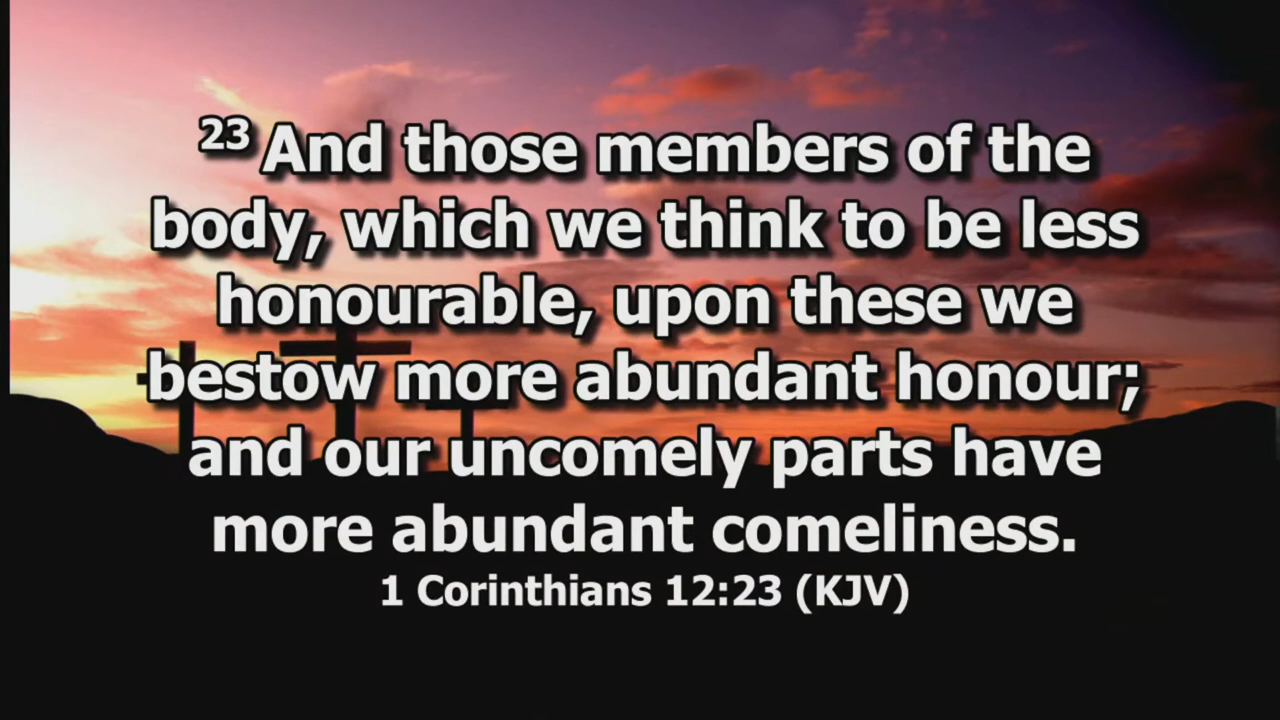 23 And those members of the
body, which we think to be less
honourable, upon these we
bestow more abundant honour;
and our uncomely parts have
more abundant comeliness.
1 Corinthians 12:23 (KJV)